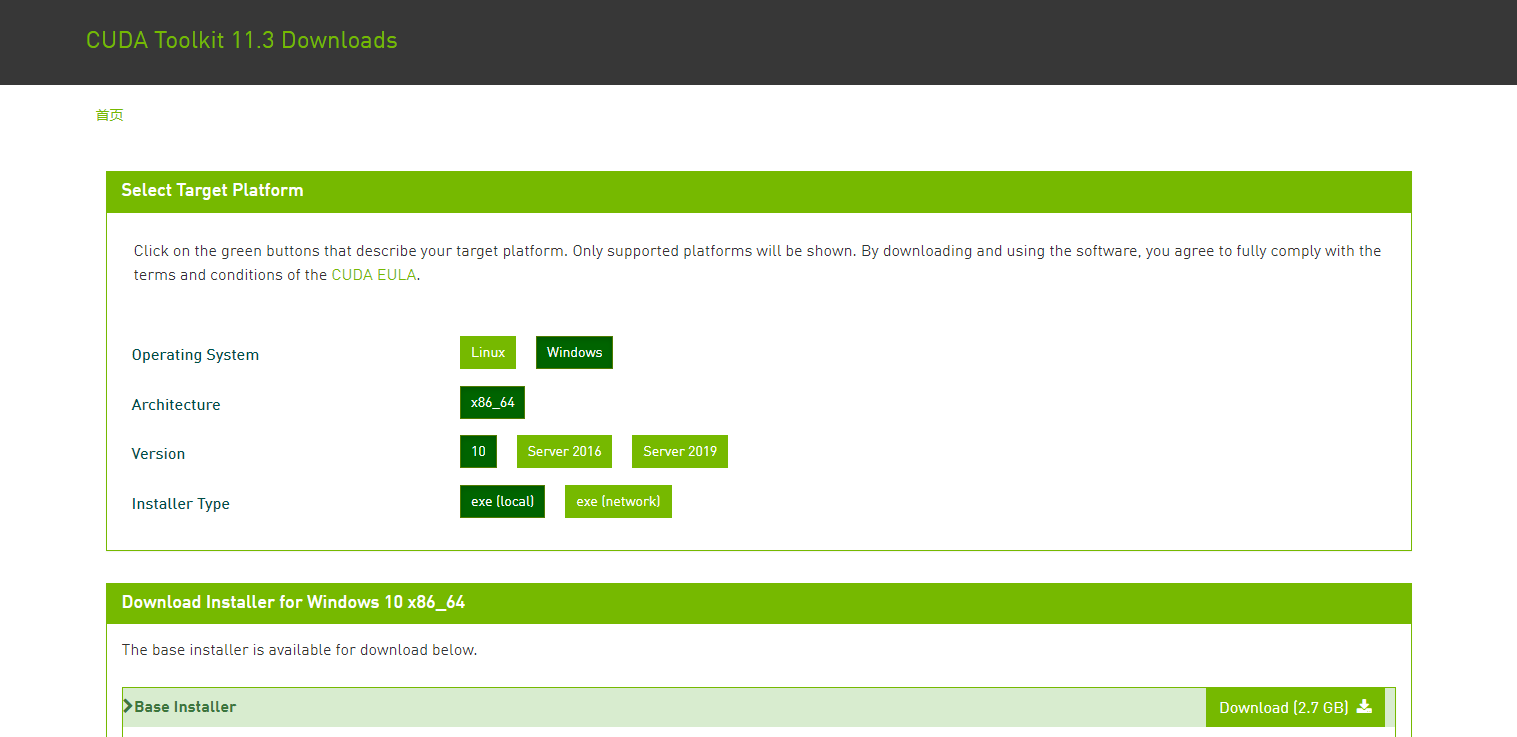 CUDA Toolkit 11.3 Downloads
首页
Select Target Platform
Click on the green buttons that describe your target platform. Only supported platforms will be shown. By downloading and using the software, you agree to fully comply with the
terms and conditions of the CUDA EULA.
Operating System Linux Windows
Architecture x86_64
Version 10 Server 2016 Server 2019
Installer Type exe (local) exe (network)
Download Installer for Windows 10 x86_64
The base installer is available for download below.
Base Installer Download (2.7 GB)